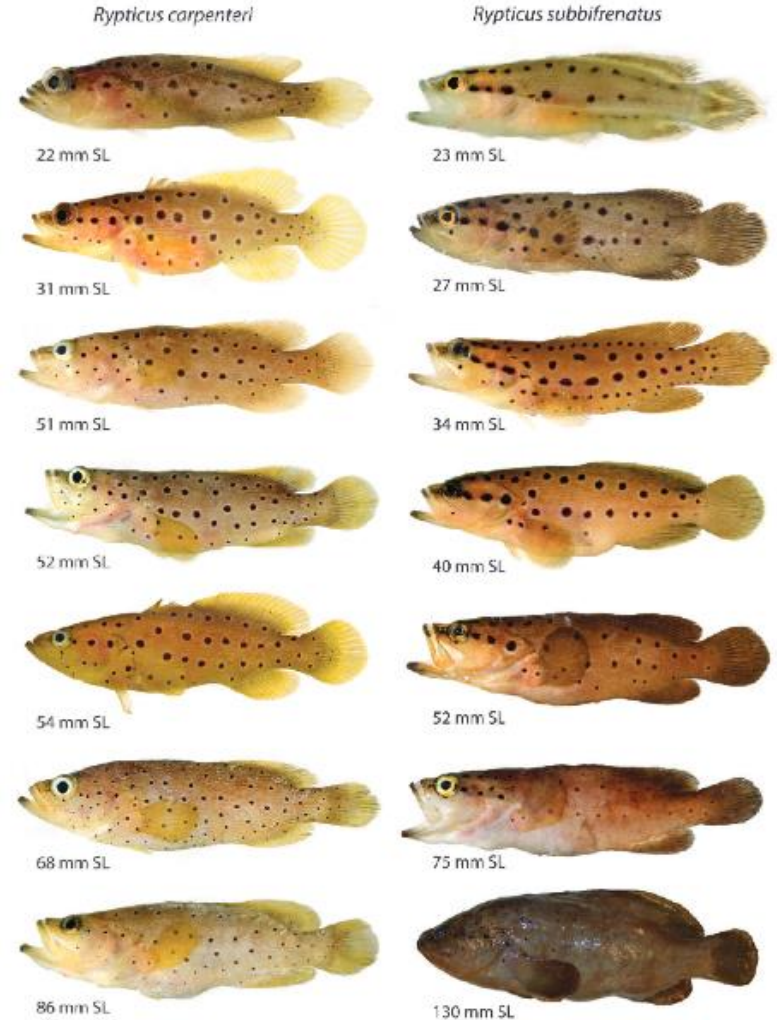 Rypticus carpenteri
Rypticus subbifrenatus
22 mm SL
23 mm SL
31 mm SL
27 mm SL
51 mm SL
34 mm SL
52 mm SL
40 mm SL
54 mm SL
52 mm SL
68 mm SL
75 mm SL
86 mm SL
130 mm SL